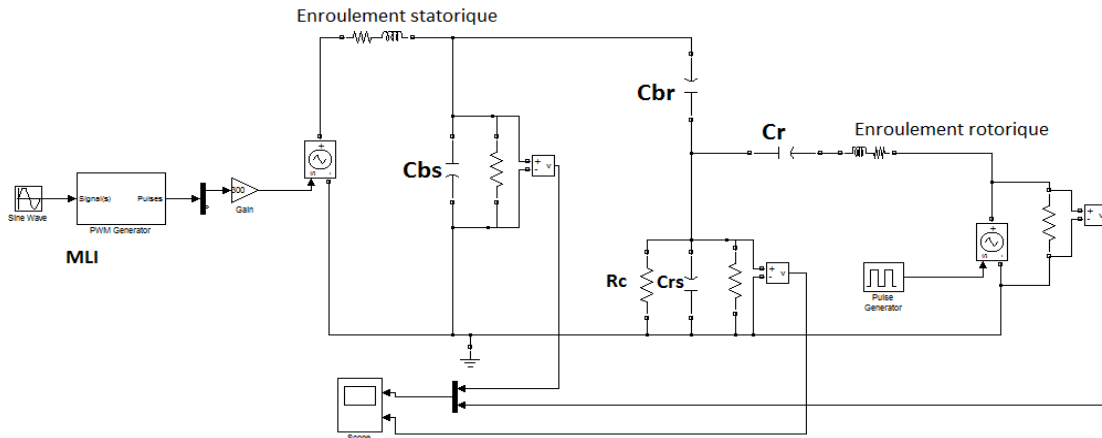 Enroulement statorique
Cbr
Cr
Enroulement rotorique
+
Cbs
+
-
v
s
-
Sine Wave
Signal(s)
Pulses
PWM Generator
300
Gain
MLI
Rc
Crs
+
-
v
Pulse
Generator
+
s
-
+
-
v
Scope